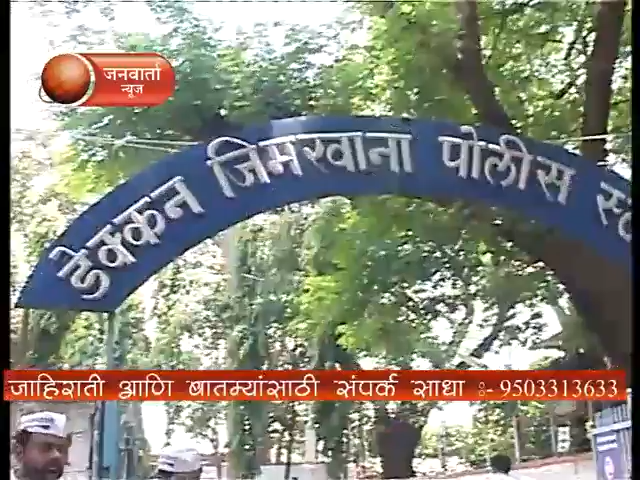 जनवार्ता
न्यूज
डेक्कन जिमखाना पोलीस
जाहिराती आणि बातम्यांसाठी संपर्क साधा :- 9503313633